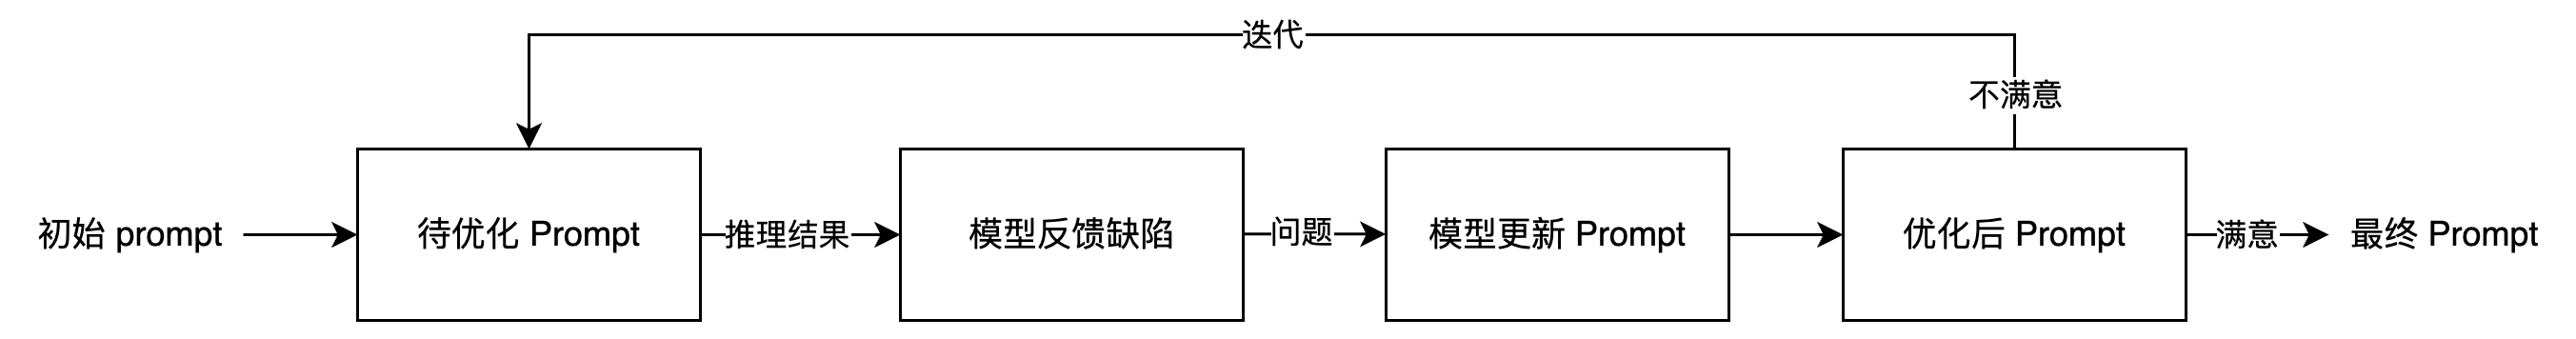 迭代
不满意
初始 prompt
待优化 Prompt
推理结果
模型反馈缺陷
问题
模型更新 Prompt
优化后 Prompt
满意
最终 Prompt